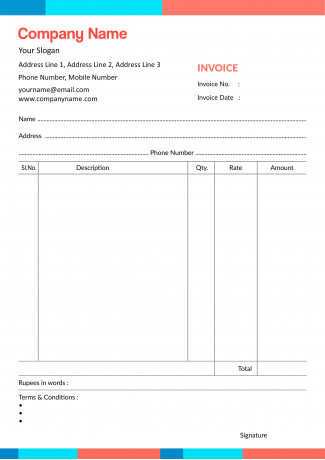 Company Name
Your Slogan
Address Line 1, Address Line 2, Address Line 3
Phone Number, Mobile Number
yourname@email.com
www.companyname.com
INVOICE
Invoice No. :
Invoice Date :
Name
Address
Phone Number
Sl.No. Description Qty. Rate Amount
Total
Rupees in words :
Terms & Conditions :
Signature